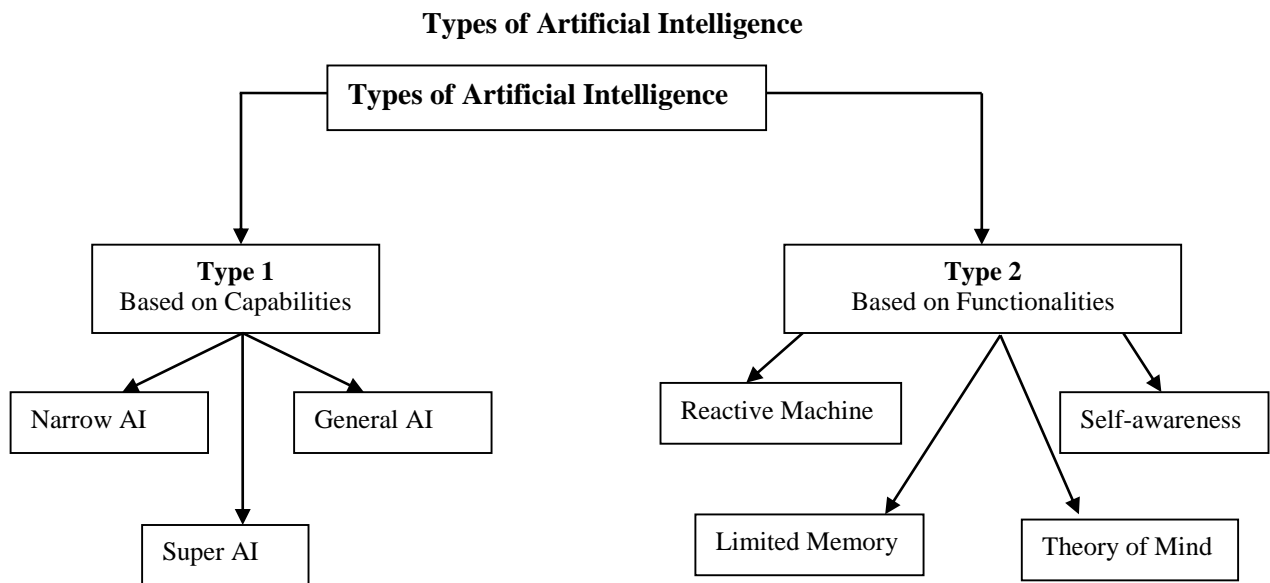 Types of Artificial Intelligence
Types of Artificial Intelligence
Type 1
Based on Capabilities
Type 2
Based on Functionalities
Narrow AI
General AI
Super AI
Reactive Machine
Self-awareness
Limited Memory
Theory of Mind